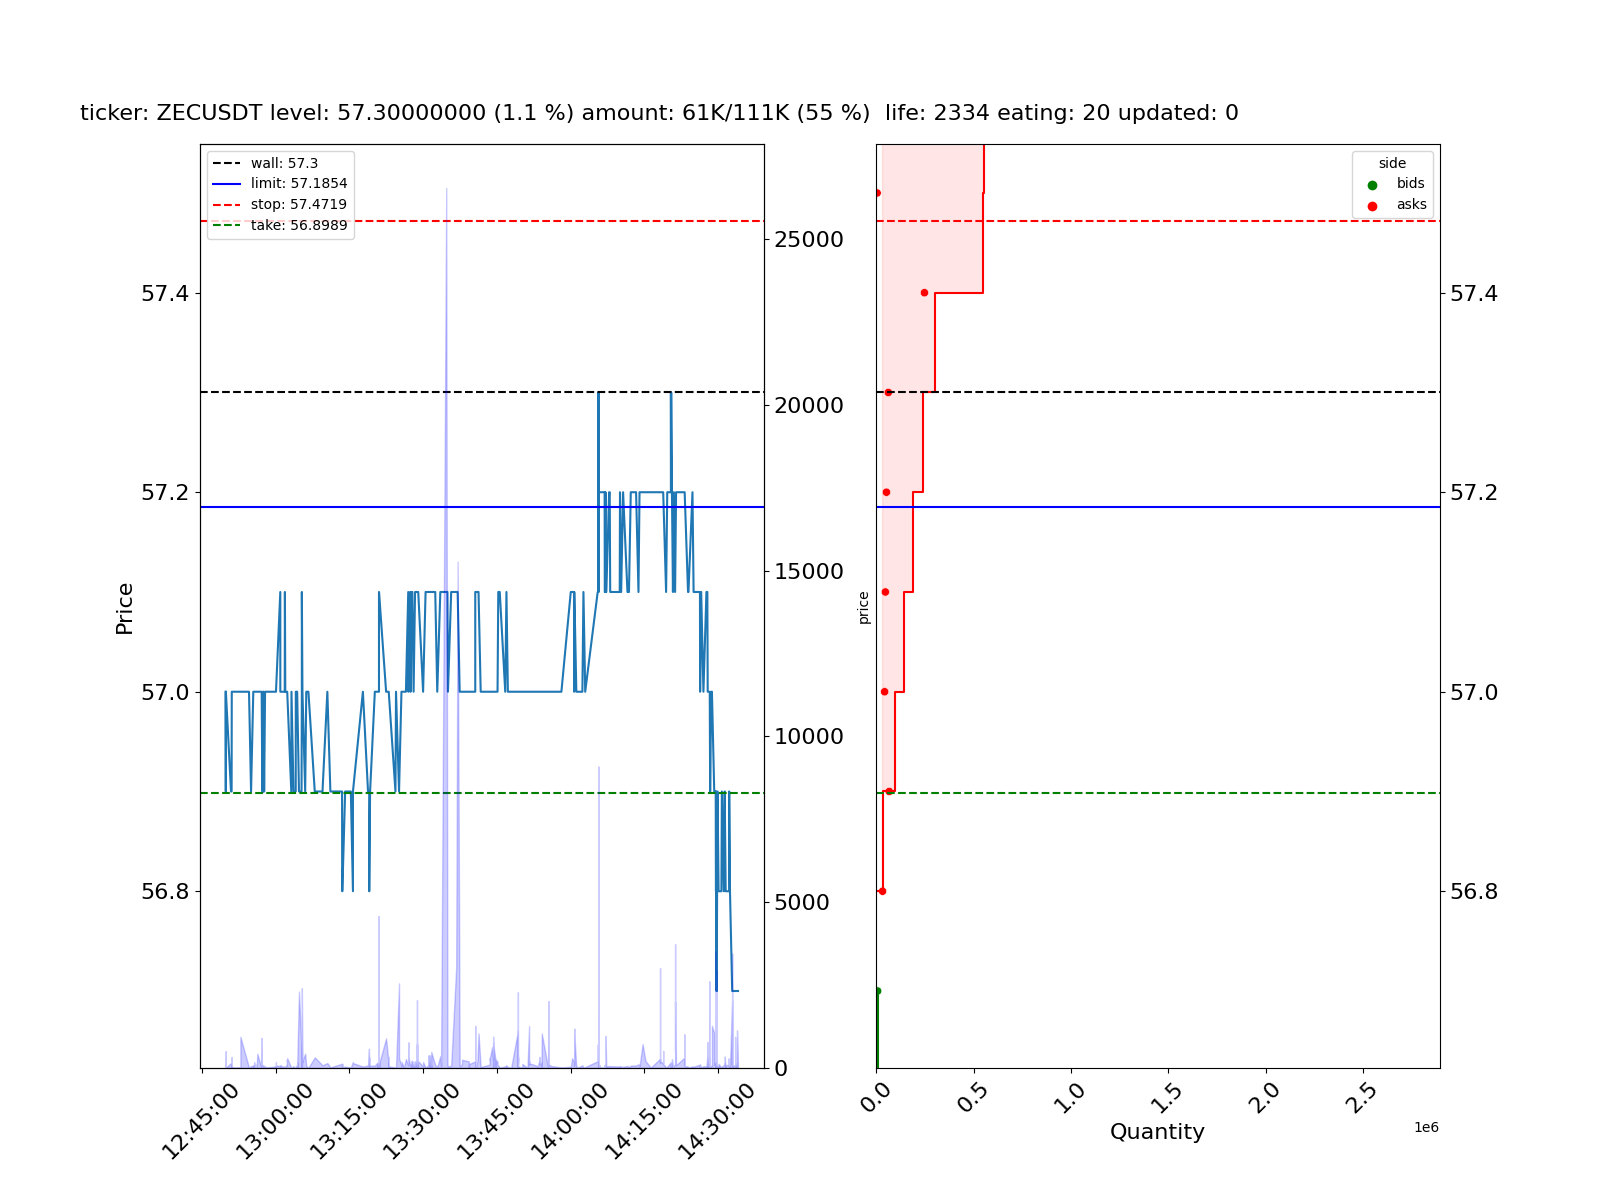 ticker: ZECUSDT level: 57.30000000 (1.1 %) amount: 61K/111K (55 %)  life: 2334 eating: 20 updated: 0
wall: 57.3
limit: 57.1854
stop: 57.4719
take: 56.8989
Price
57.4
57.2
57.0
56.8
25000
20000
15000
10000
5000
0
12:45:00
13:00:00
13:15:00
13:30:00
13:45:00
14:00:00
14:15:00
14:30:00
side
bids
asks
price
57.4
57.2
57.0
56.8
0.0
0.5
1.0
1.5
2.0
2.5
1e6
Quantity